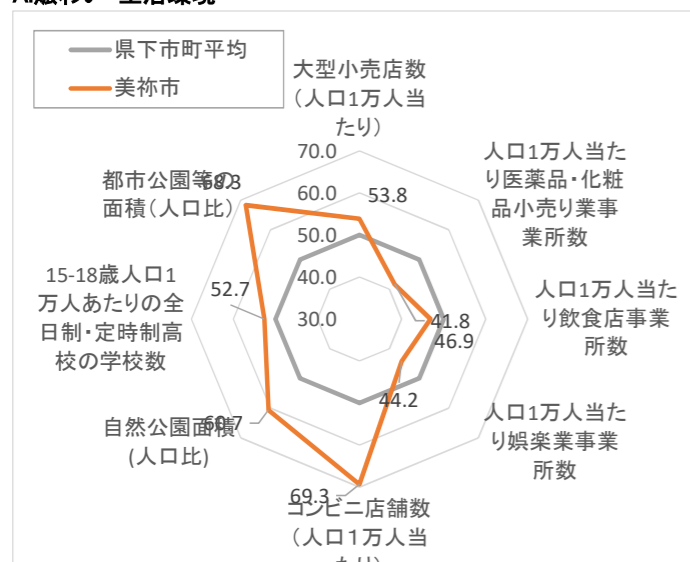 県下市町平均
美祢市
大型小売店数
（人口1万人当
たり）
70.0
60.0
50.0
40.0
30.0
53.8
人口1万人当た
り医薬品・化粧
品小売り業事
業所数
41.8
人口1万人当た
り飲食店事業
所数
46.9
人口1万人当た
り娯楽業事業
所数
44.2
コンビニ店舗数
（人口１万人当
69.3
自然公園面積
(人口比)
60.7
15-18歳人口1
万人あたりの全
日制・定時制高
校の学校数
52.7
都市公園等の
面積（人口比）
68.3